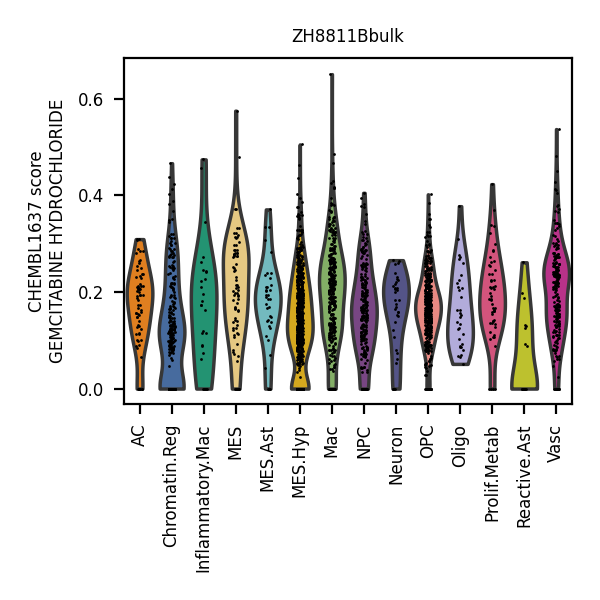 ZH8811Bbulk
CHEMBL1637 score
GEMCITABINE HYDROCHLORIDE
0.6
0.4
0.2
0.0
AC
Chromatin.Reg
Inflammatory.Mac
MES
MES.Ast
MES.Hyp
Mac
NPC
Neuron
OPC
Oligo
Prolif.Metab
Reactive.Ast
Vasc